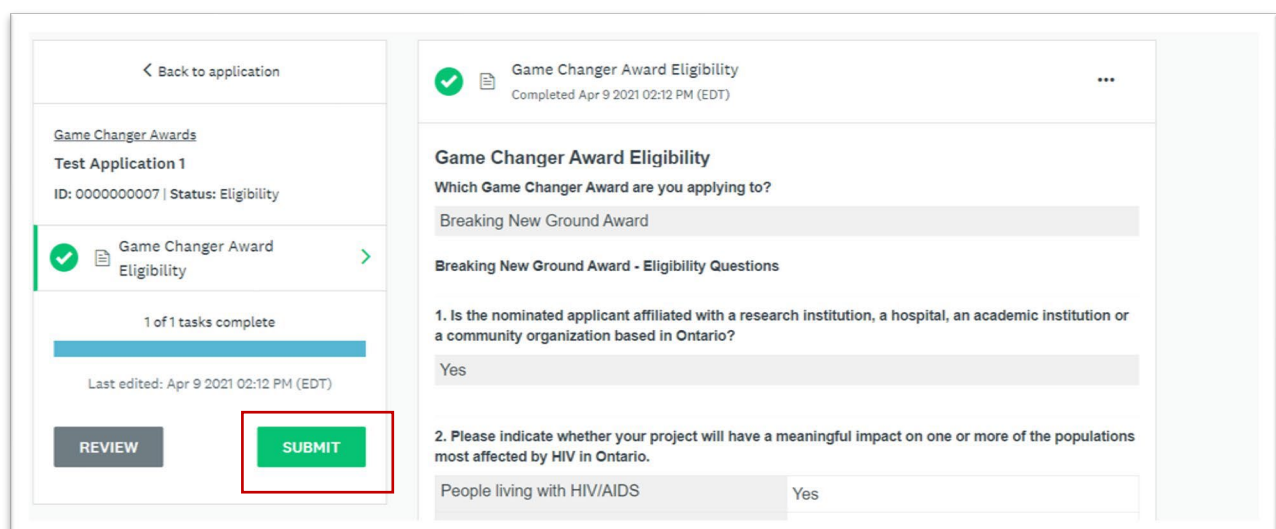 Back to application
Game Changer Awards
Test Application 1
ID: 0000000007 | Status: Eligibility
Game Changer Award
Eligibility
1 of 1 tasks complete
Last edited: Apr 9 2021 02:12 PM (EDT)
REVIEW
SUBMIT
Game Changer Award Eligibility
Completed Apr 9 2021 02:12 PM (EDT)
Game Changer Award Eligibility
Which Game Changer Award are you applying to?
Breaking New Ground Award
Breaking New Ground Award - Eligibility Questions
1. Is the nominated applicant affiliated with a research institution, a hospital, an academic institution or
a community organization based in Ontario?
Yes
2. Please indicate whether your project will have a meaningful impact on one or more of the populations
most affected by HIV in Ontario.
People living with HIV/AIDS
Yes